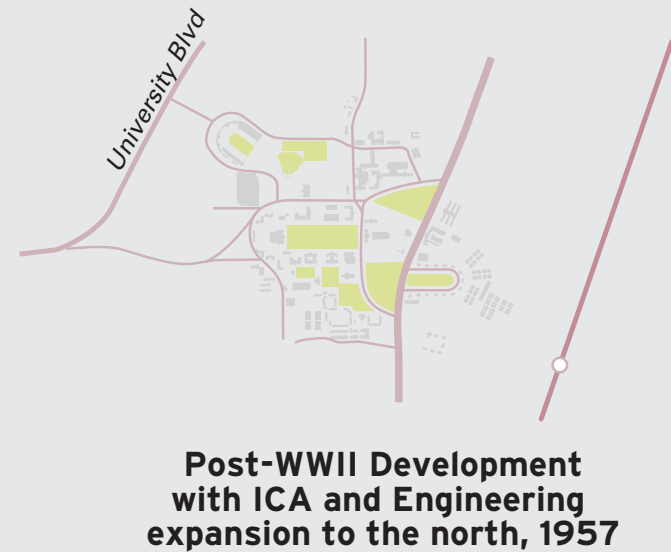 University Blvd
Post-WWII Development
with ICA and Engineering
expansion to the north, 1957